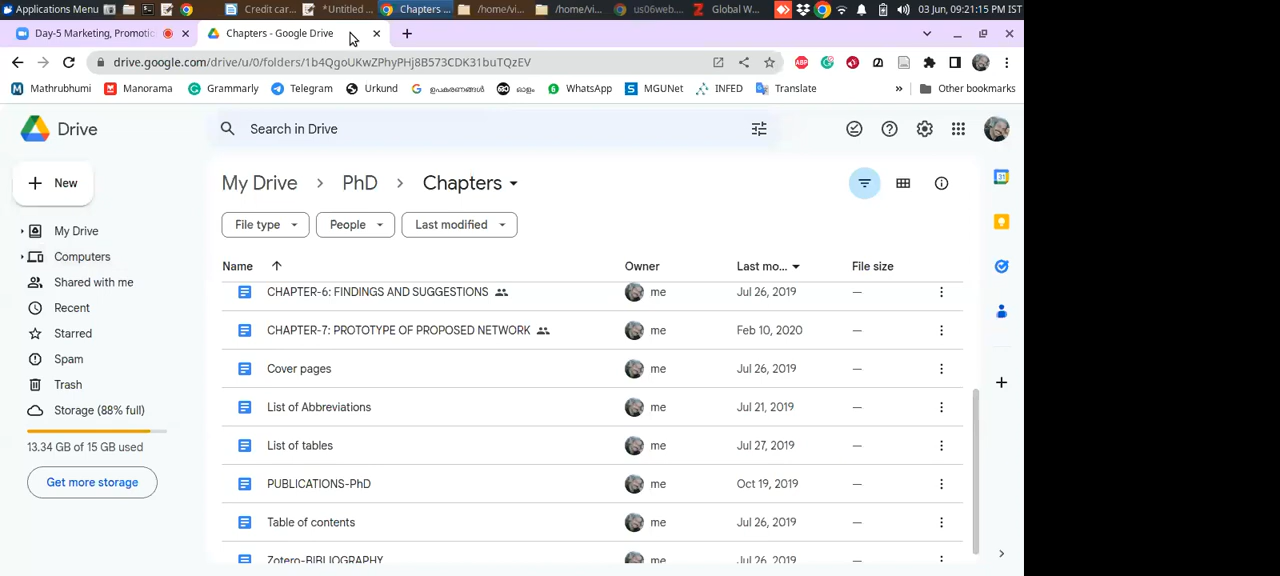 Applications Menu Credit car... *Untitled ... Chapters ... /home/vi... /home/vi... us06web.... Global W... 03 Jun, 09:21:15 PM IST
Day-5 Marketing, Promotic Chapters - Google Drive
drive.google.com/drive/u/0/folders/1b4QgoUKwZPhyPHj8B573CDK31buTQzEV
Mathrubhumi Manorama Grammarly Telegram Urkund ഉപകരണങ്ങൾ ഓളം WhatsApp MGUNet INFED Translate » Other bookmarks
Drive Search in Drive
New
My Drive
Computers
Shared with me
Recent
Starred
Spam
Trash
Storage (88% full)
13.34 GB of 15 GB used
Get more storage
My Drive > PhD > Chapters
File type People Last modified
Name Owner Last mo... File size
CHAPTER-6: FINDINGS AND SUGGESTIONS me Jul 26, 2019 —
CHAPTER-7: PROTOTYPE OF PROPOSED NETWORK me Feb 10, 2020 —
Cover pages me Jul 26, 2019 —
List of Abbreviations me Jul 21, 2019 —
List of tables me Jul 27, 2019 —
PUBLICATIONS-PhD me Oct 19, 2019 —
Table of contents me Jul 26, 2019 —
Zotero-BIBLIOGRAPHY me Jul 26, 2019 —